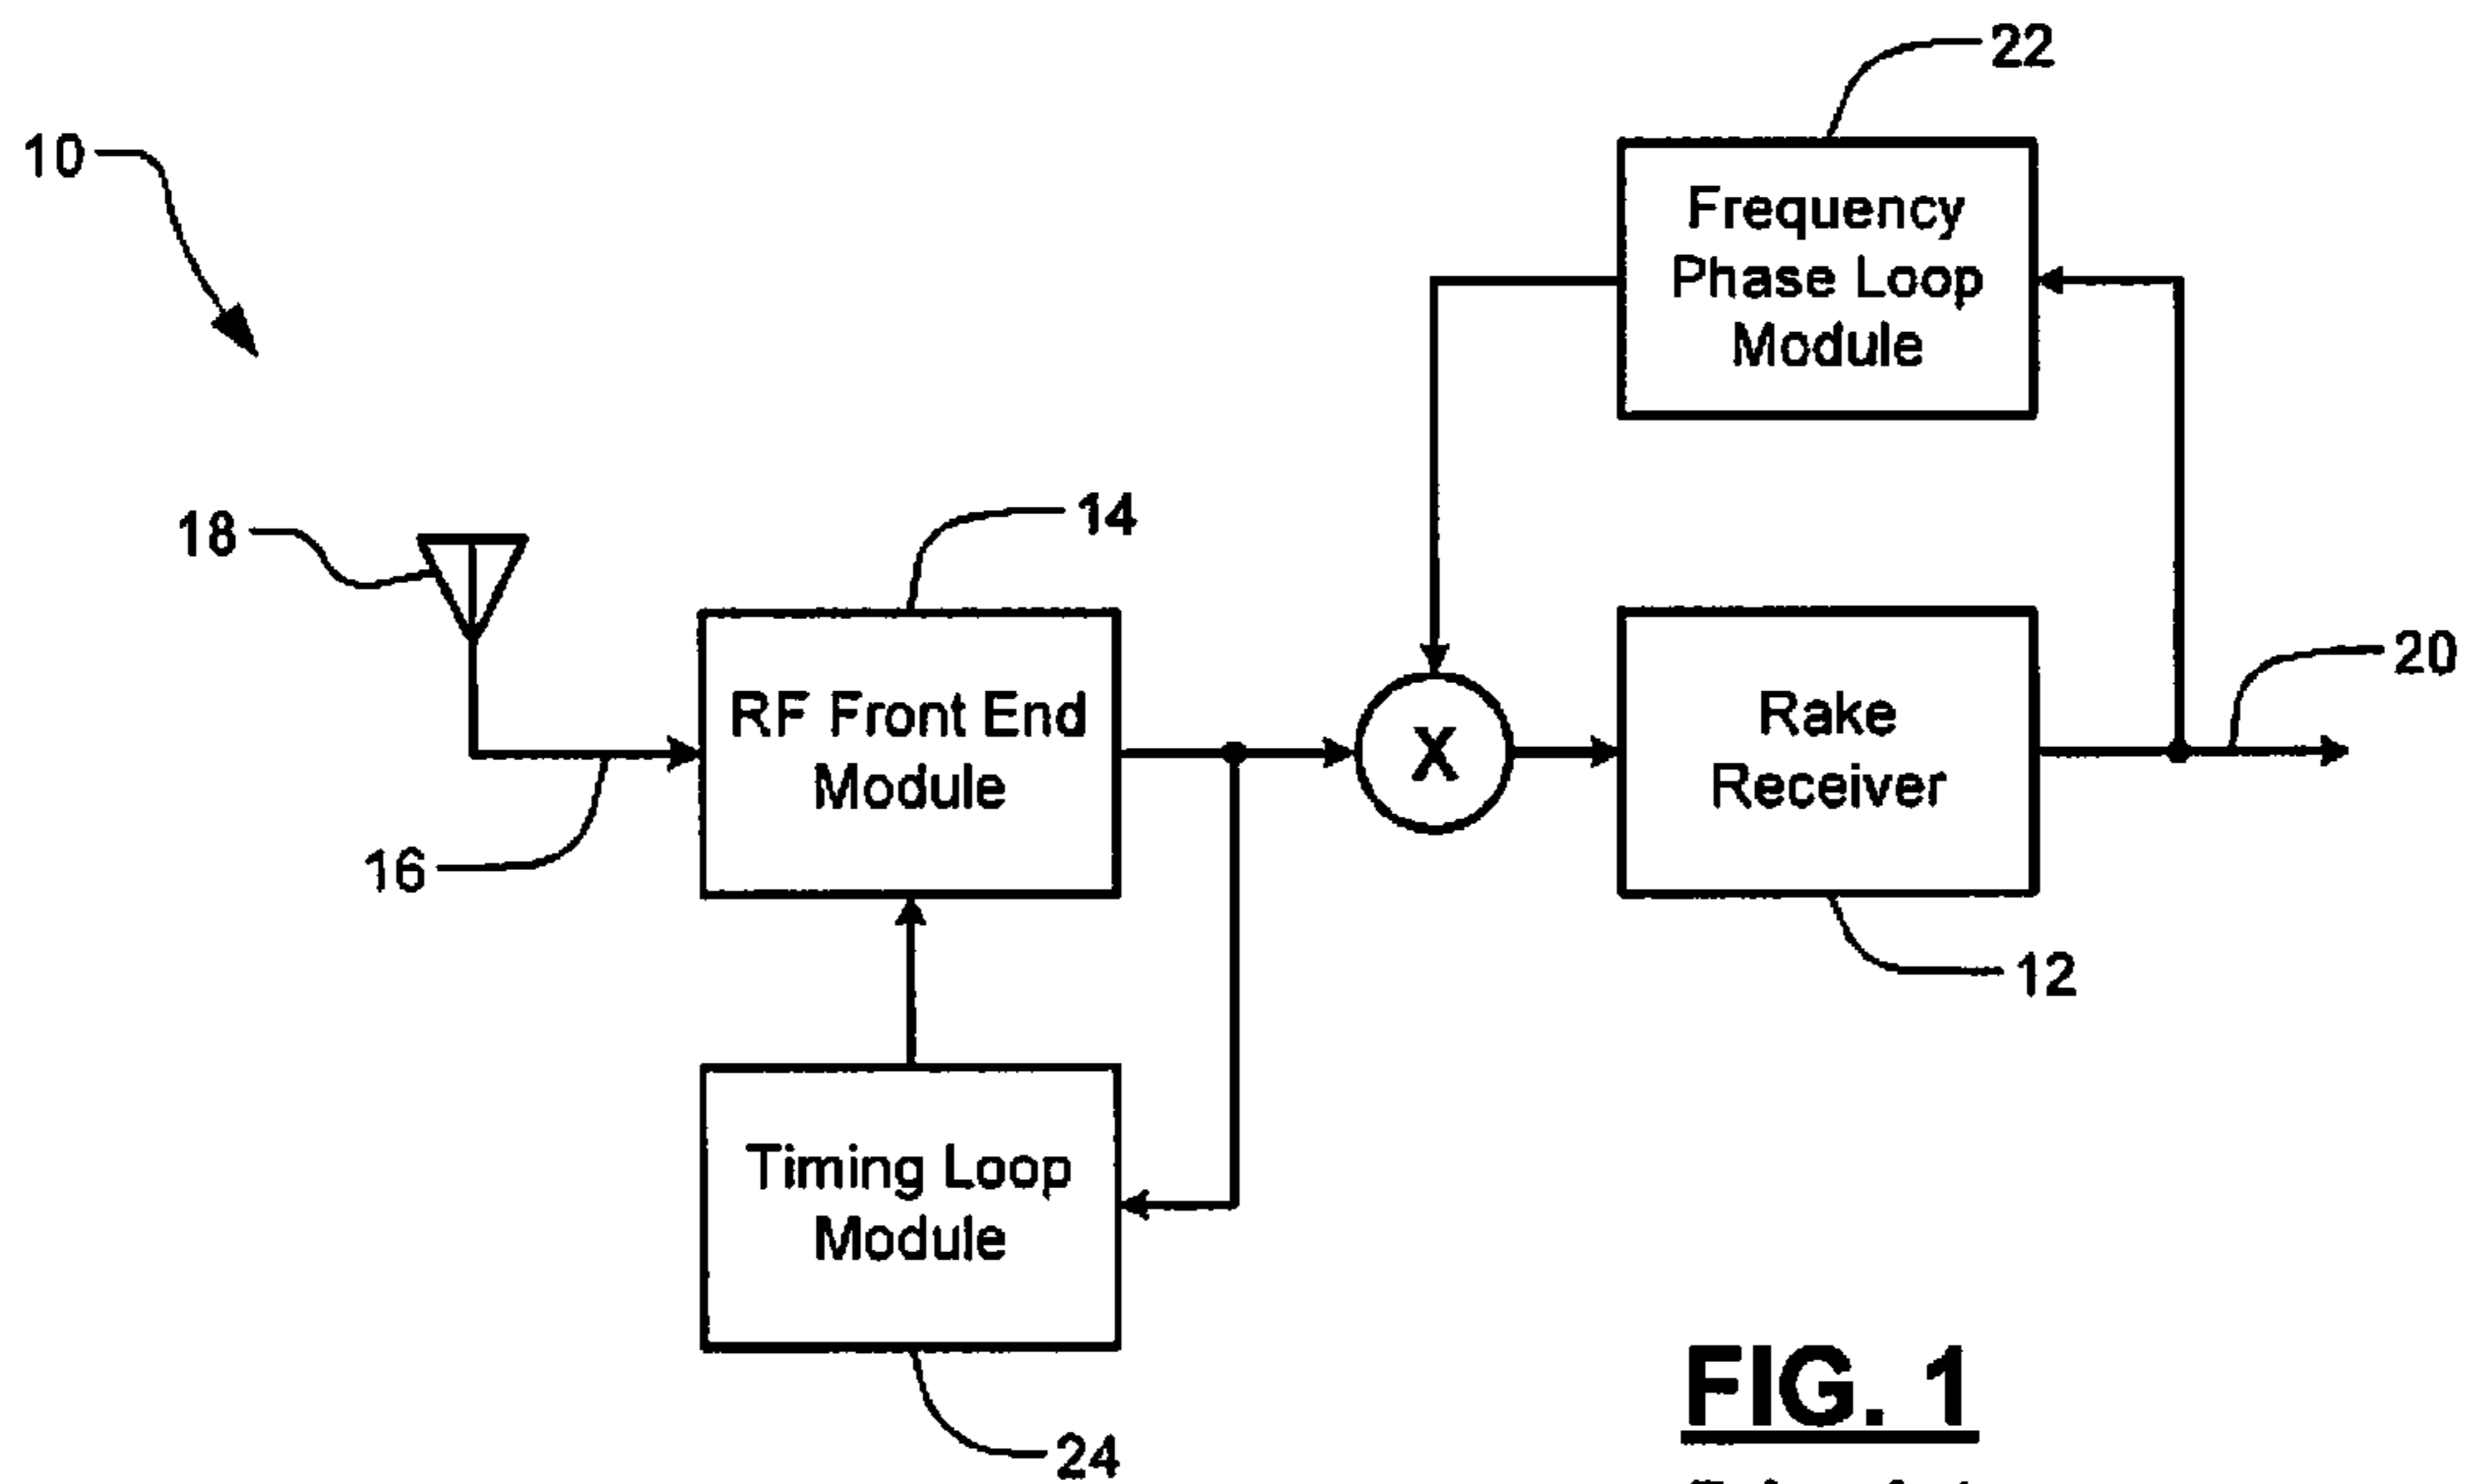 22
10
Frequency
Phase Loop
Module
14
18
20
RF Front End
Module
X
Rake
Receiver
16
12
Timing Loop
Module
FIG. 1
24